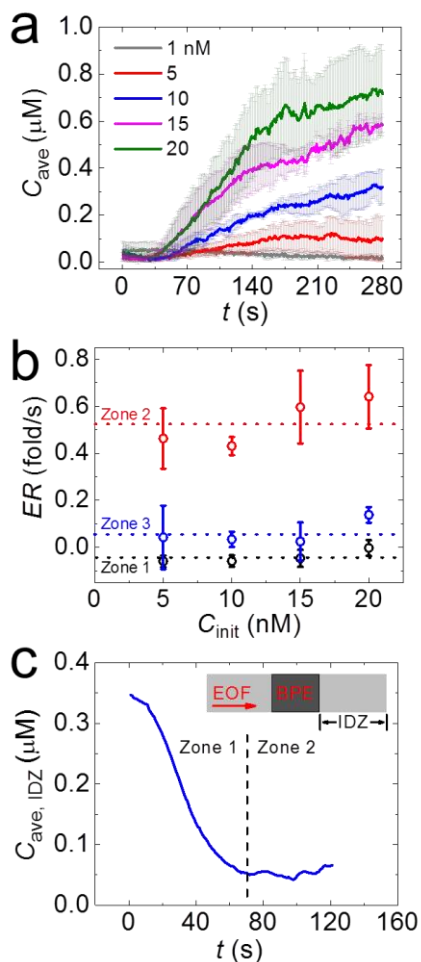 a
1 nM
5
10
15
20
C_ave (μM)
1.0
0.8
0.6
0.4
0.2
0.0
0 70 140 210 280
t (s)
b
ER (fold/s)
0.8
0.6
0.4
0.2
0.0
Zone 2
Zone 3
Zone 1
0 5 10 15 20
C_init (nM)
c
C_ave, IDZ (μM)
0.4
0.3
0.2
0.1
0.0
EOF BPE
IDZ
Zone 1 Zone 2
0 40 80 120 160
t (s)